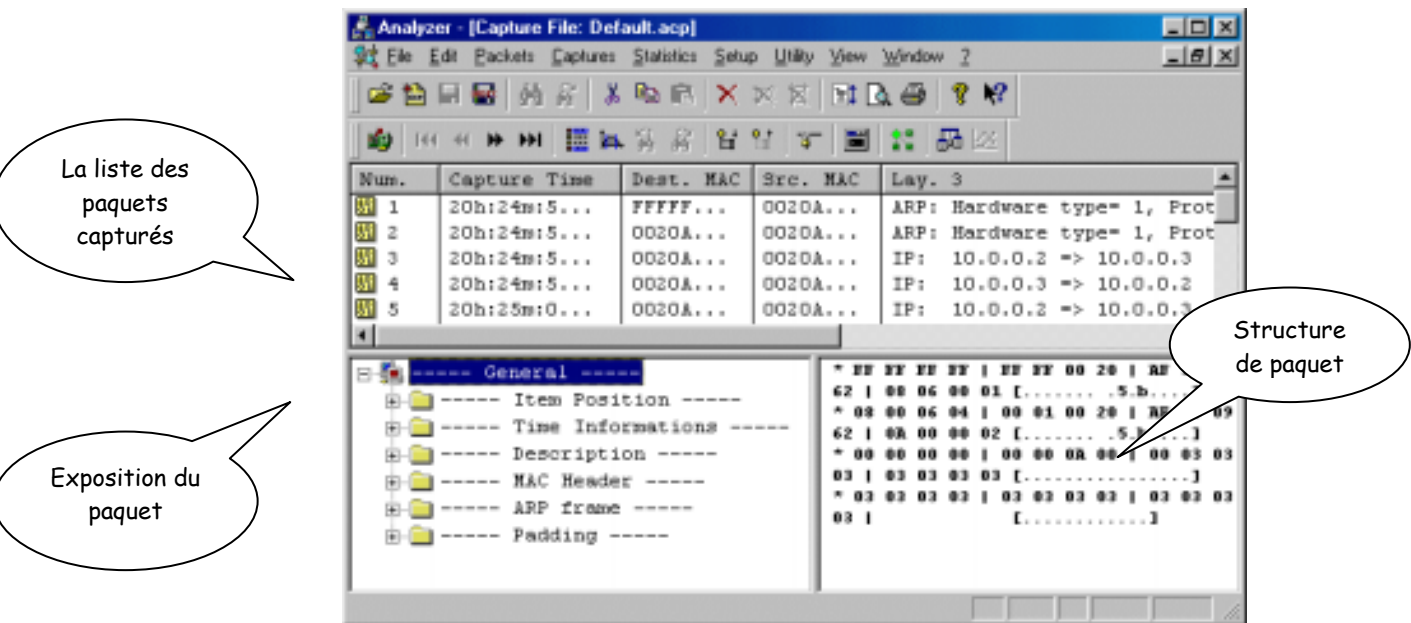 Analyzer - [Capture File: Default.acp]
File Edit Packets Captures Statistics Setup Utility View Window ?
La liste des
paquets
capturés
Num. Capture Time Dest. MAC Src. MAC Lay. 3
1 20h:24m:5... FFFFF... 0020A... ARP: Hardware type= 1, Prot
2 20h:24m:5... 0020A... 0020A... ARP: Hardware type= 1, Prot
3 20h:24m:5... 0020A... 0020A... IP: 10.0.0.2 => 10.0.0.3
4 20h:24m:5... 0020A... 0020A... IP: 10.0.0.3 => 10.0.0.2
5 20h:25m:0... 0020A... 0020A... IP: 10.0.0.2 => 10.0.0.3
Structure
de paquet
Exposition du
paquet
----- General -----
----- Item Position -----
----- Time Informations -----
----- Description -----
----- MAC Header -----
----- ARP frame -----
----- Padding -----
* FF FF FF FF | FF FF 00 20 | AF
62 | 08 06 00 01 [........ .5.b....
* 08 00 06 04 | 00 01 00 20 | AF 09
62 | 0A 00 00 02 [........ .5.b....]
* 00 00 00 00 | 00 00 0A 00 | 00 03 03
03 | 03 03 03 03 [................]
* 03 03 03 03 | 03 03 03 03 | 03 03 03
03 | [............]